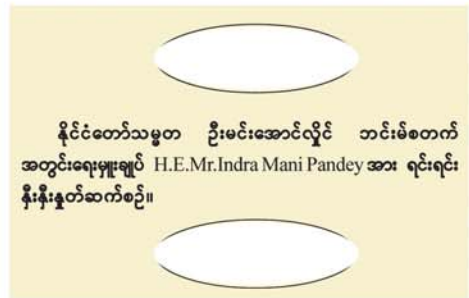 နိုင်ငံတော်သမ္မတ ဦးမင်းအောင်လှိုင် ဘင်းမ်စတက်
အတွင်းရေးမှူးချုပ် H.E.Mr.Indra Mani Pandey အား ရင်းရင်း
နှီးနှီးနှုတ်ဆက်စဉ်။